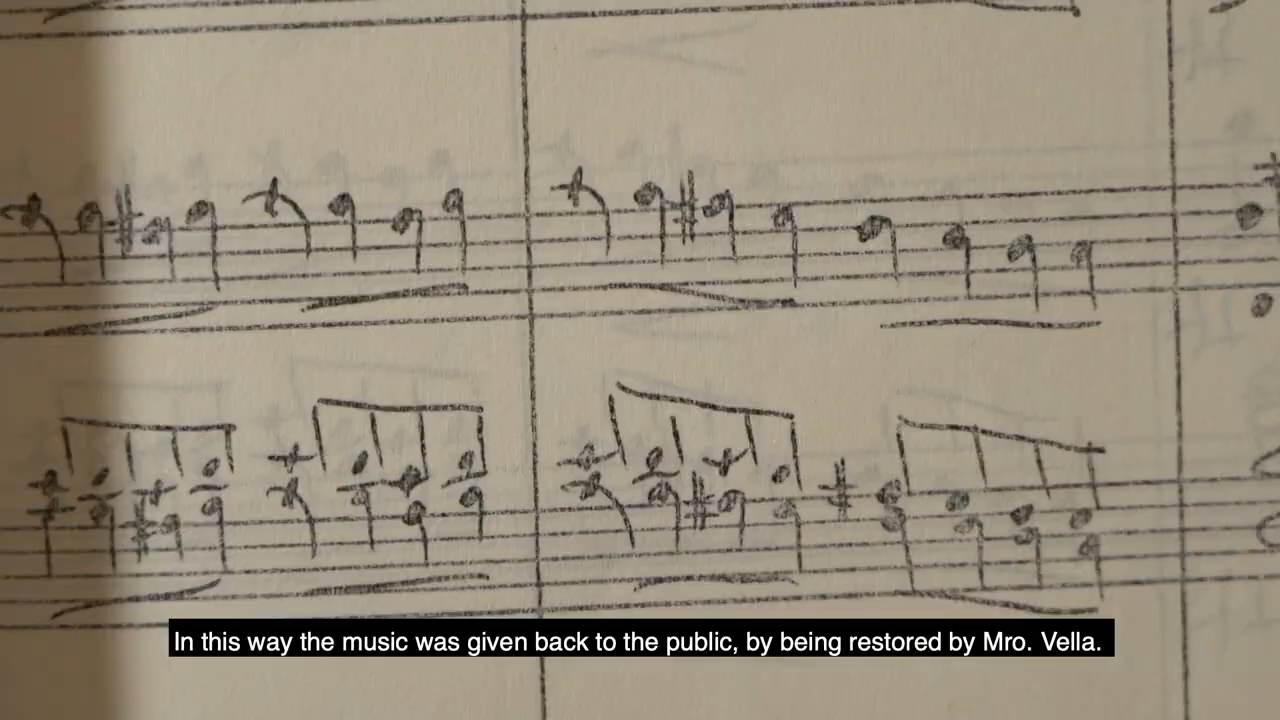 In this way the music was given back to the public, by being restored by Mro. Vella.